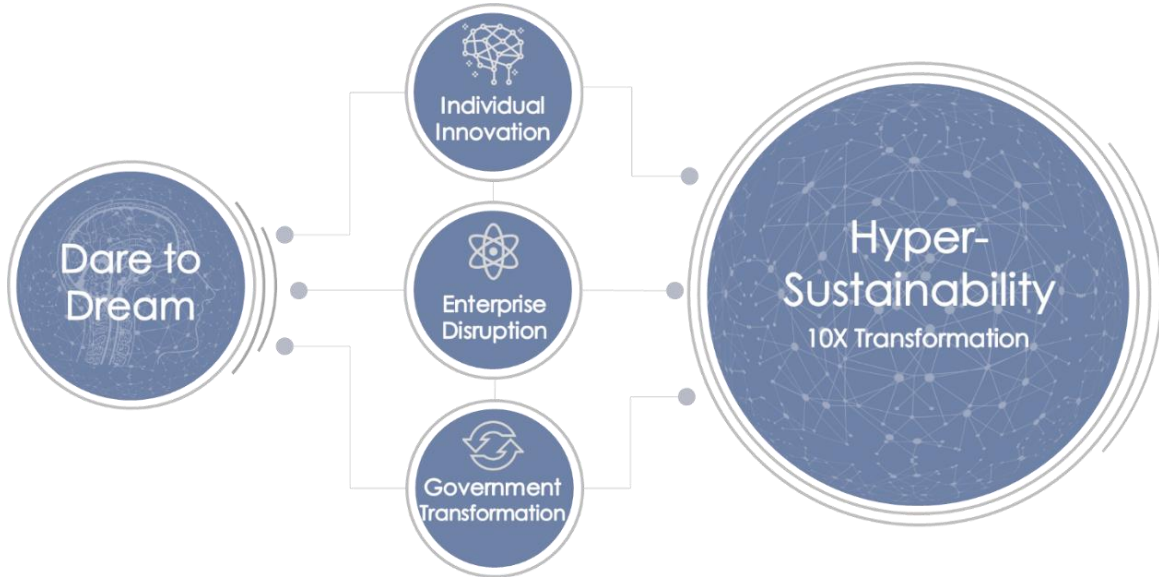 Dare to
Dream
Individual
Innovation
Enterprise
Disruption
Government
Transformation
Hyper-
Sustainability
10X Transformation